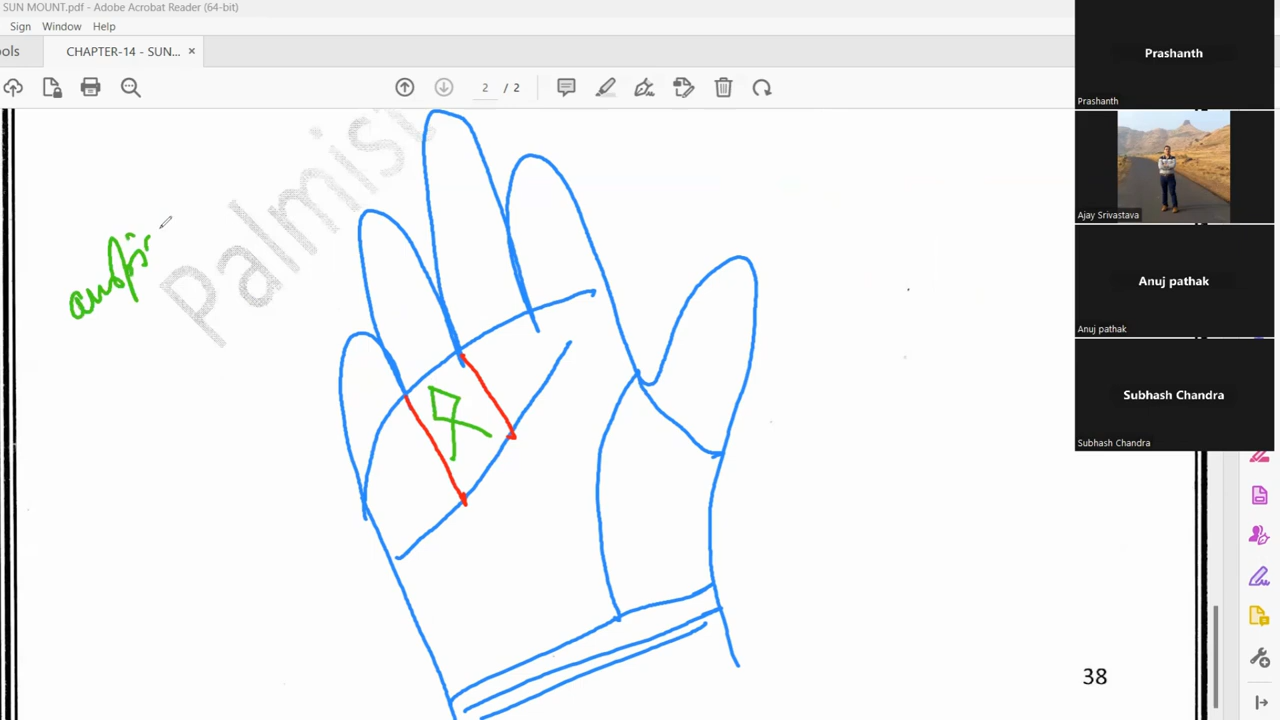 SUN MOUNT.pdf - Adobe Acrobat Reader (64-bit)
Sign Window Help
ols
CHAPTER-14 - SUN... ×
2 / 2
Palmist
38
Prashanth
Prashanth
Ajay Srivastava
Anuj pathak
Anuj pathak
Subhash Chandra
Subhash Chandra